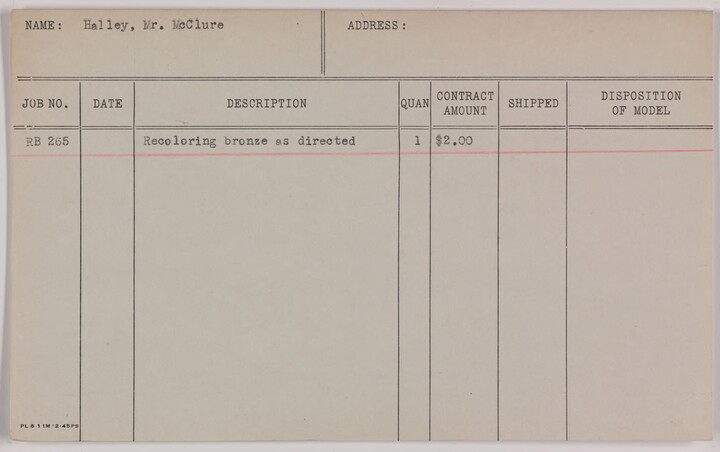 NAME: Halley, Mr. McClure ADDRESS:
JOB NO. DATE DESCRIPTION QUAN CONTRACT AMOUNT SHIPPED DISPOSITION OF MODEL
RB 265 Recoloring bronze as directed 1 $2.00